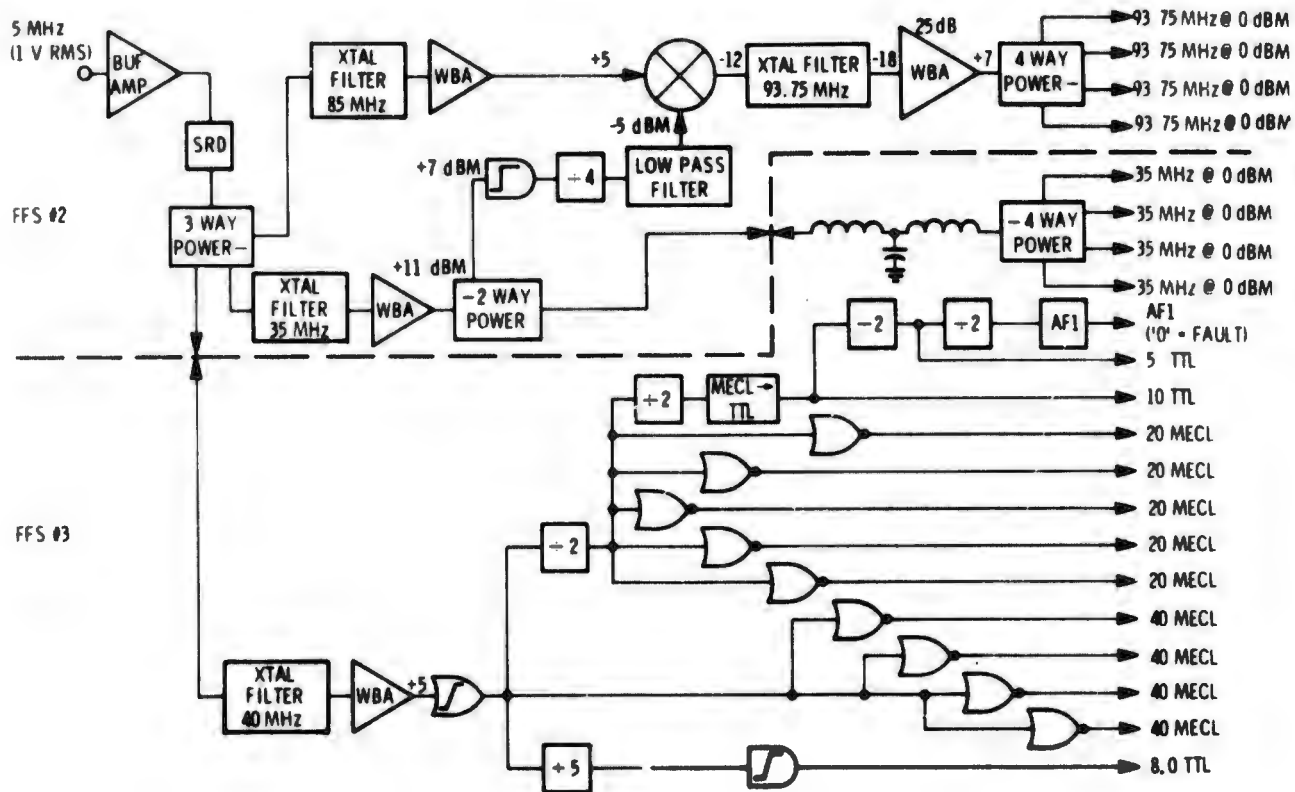 5 MHz
(1 V RMS)
BUF
AMP
SRD
3 WAY
POWER –
FFS #2
XTAL
FILTER
85 MHz
WBA
+5
-12
XTAL FILTER
93.75 MHz
-18
25 dB
WBA
+7
4 WAY
POWER –
93 75 MHz @ 0 dBM
93 75 MHz @ 0 dBM
93 75 MHz @ 0 dBM
93 75 MHz @ 0 dBM
-5 dBM
+7 dBM
÷ 4
LOW PASS
FILTER
XTAL
FILTER
35 MHz
WBA
+11 dBM
– 2 WAY
POWER
– 4 WAY
POWER
35 MHz @ 0 dBM
35 MHz @ 0 dBM
35 MHz @ 0 dBM
35 MHz @ 0 dBM
– 2
÷ 2
AF1
AF1
('0' = FAULT)
5 TTL
÷ 2
MECL →
TTL
10 TTL
20 MECL
20 MECL
20 MECL
20 MECL
20 MECL
FFS #3
÷ 2
40 MECL
40 MECL
40 MECL
40 MECL
XTAL
FILTER
40 MHz
WBA
+5
÷ 5
8.0 TTL